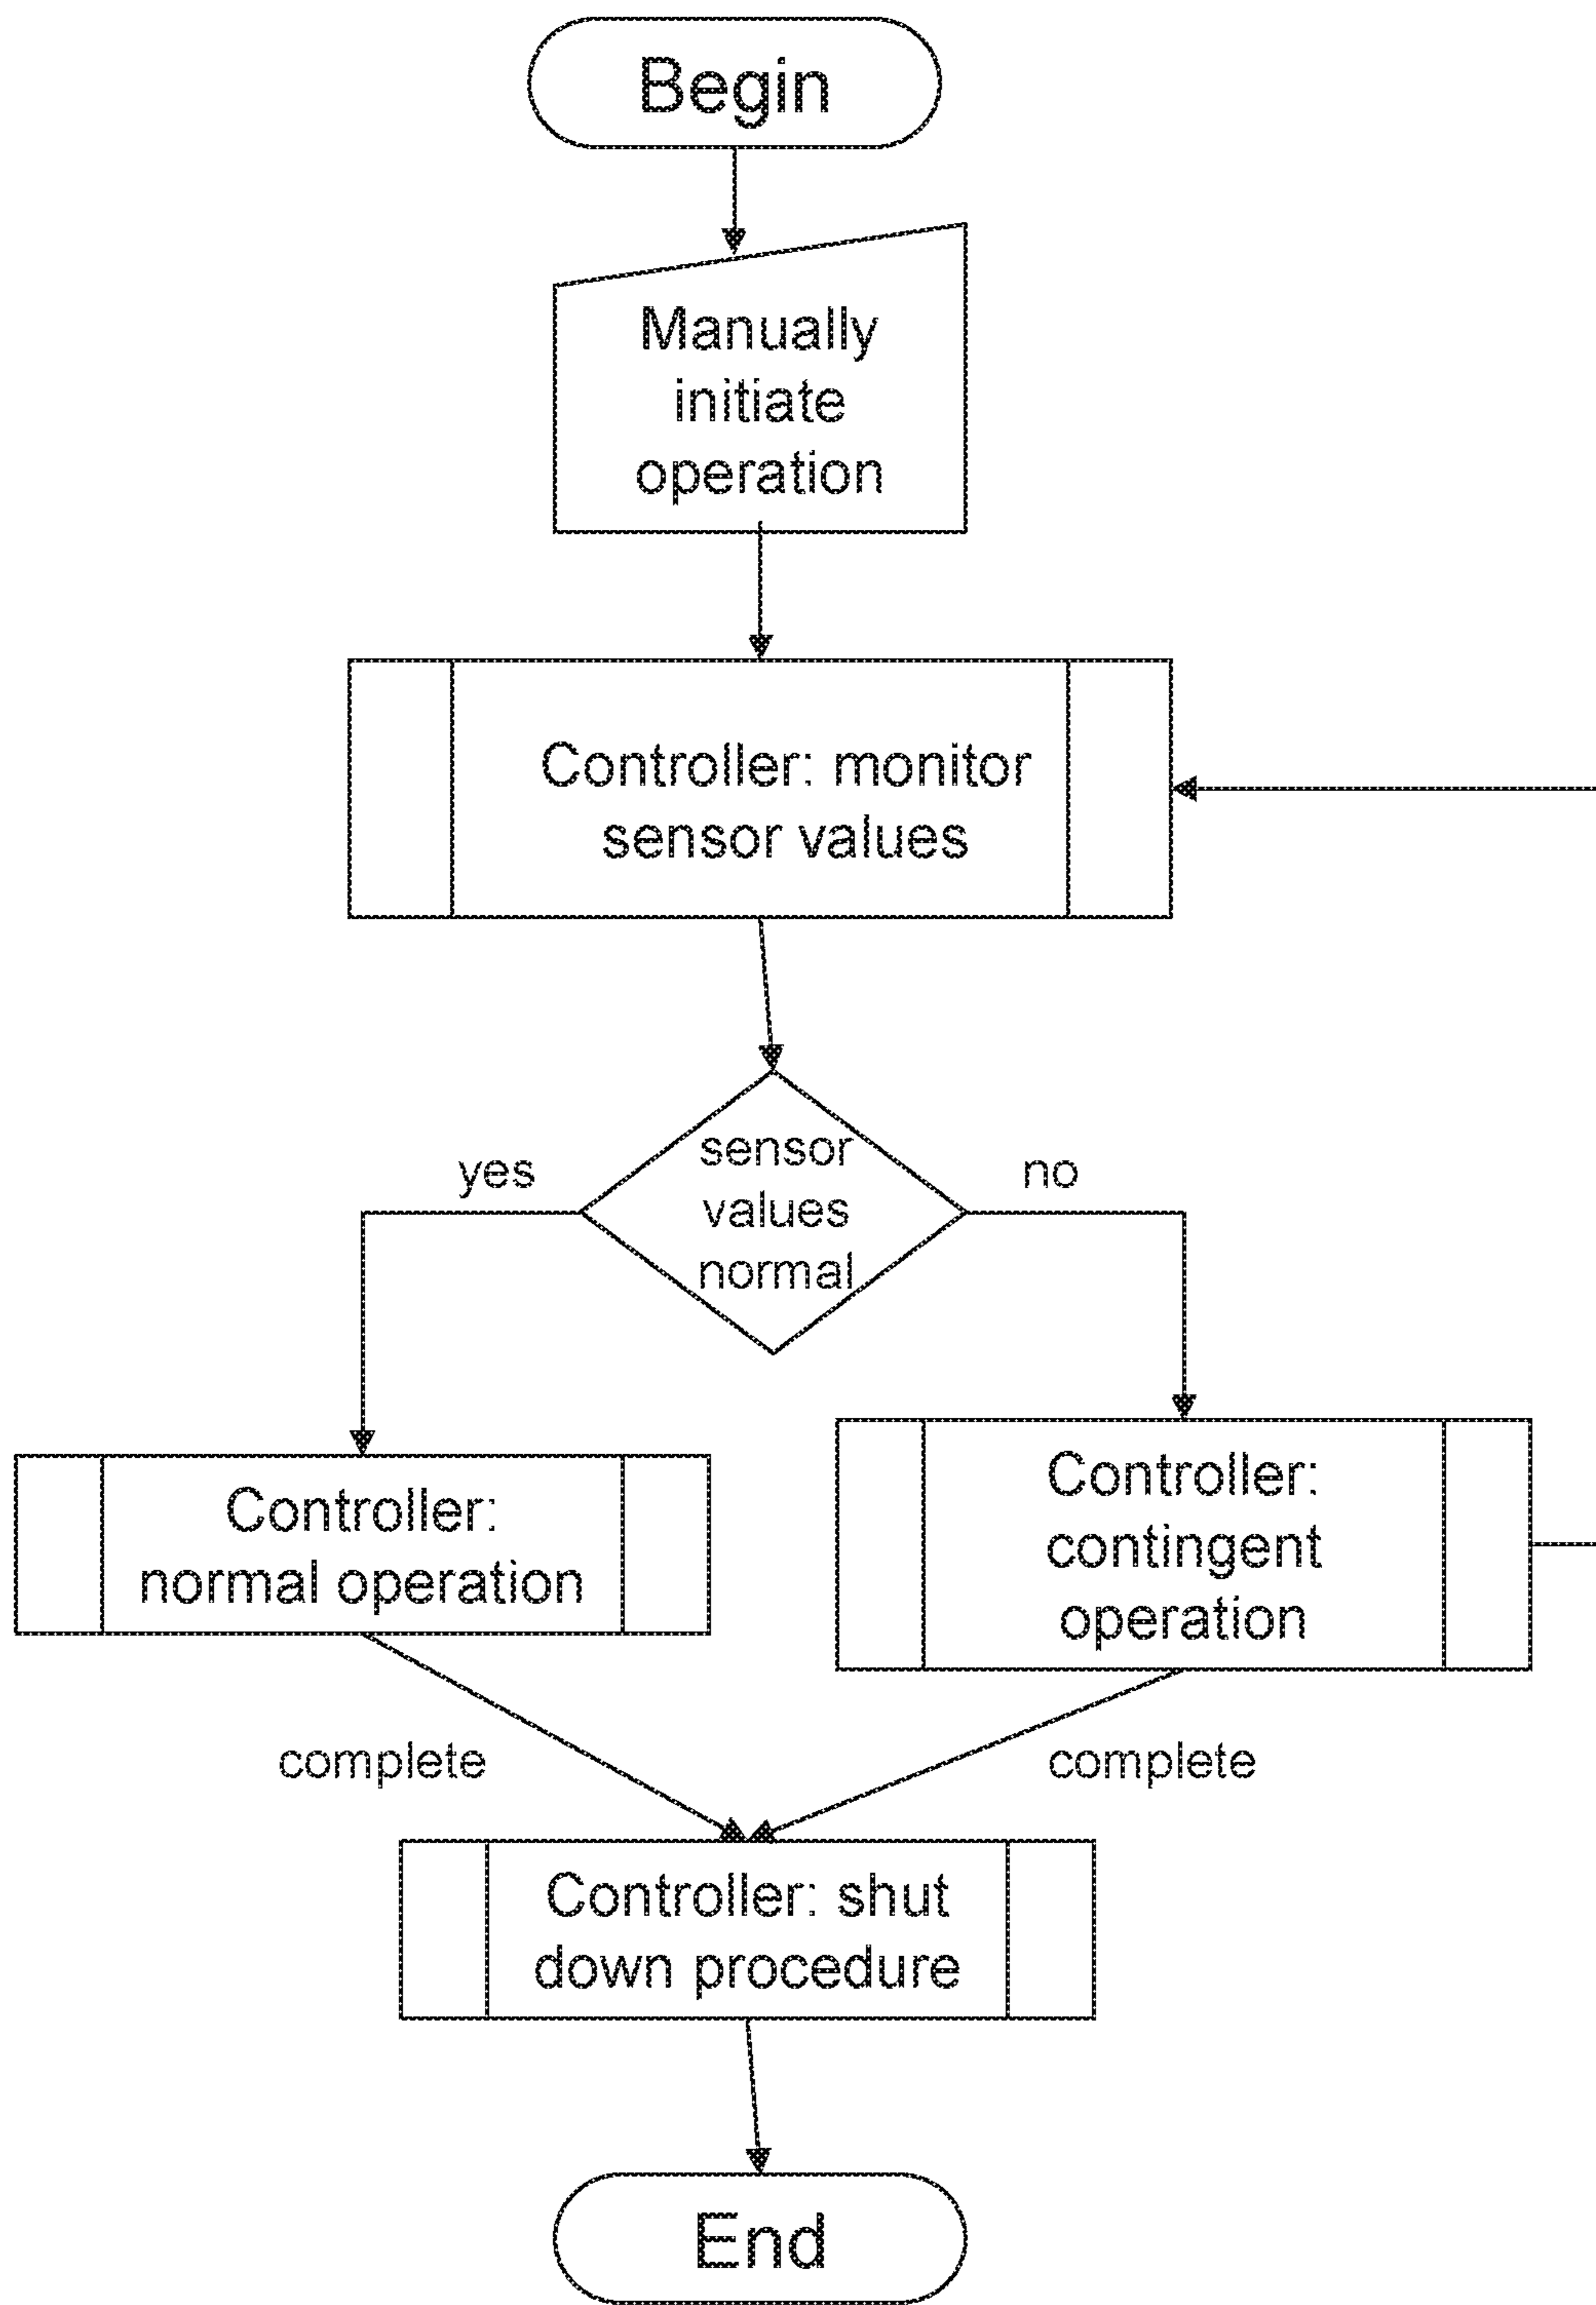 Begin
Manually
initiate
operation
Controller: monitor
sensor values
yes
sensor
values
normal
no
Controller:
normal operation
Controller:
contingent
operation
complete
complete
Controller: shut
down procedure
End